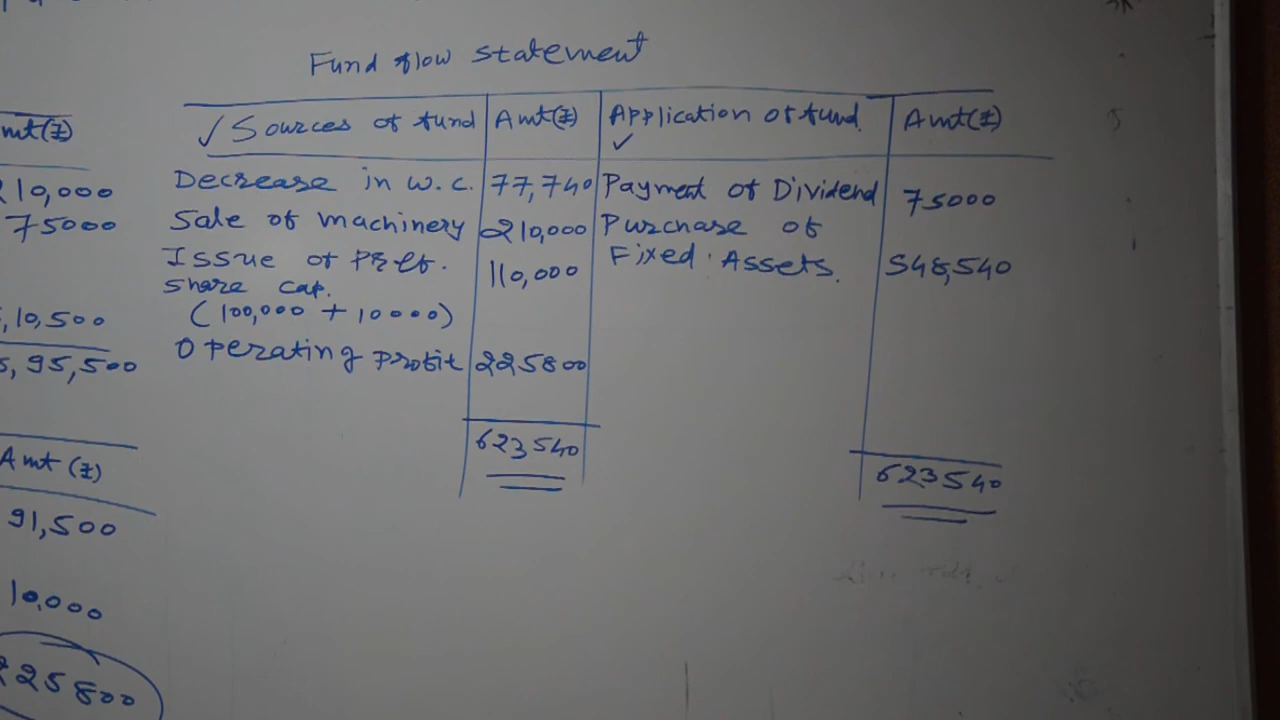 Fund flow statement
Amt(₹)
10,000
75000
,10,500
,95,500
Amt (₹)
91,500
10,000
225800
✓ Sources of fund Amt(₹) Application of fund. Amt(₹)
✓
Decrease in W.C. 77,740 Payment of Dividend 75000
Sale of machinery 210,000 Purchase of
Issue of Pref. 110,000 Fixed Assets. 548,540
share cap.
(100,000 + 10000)
Operating profit 225800
623540 623540